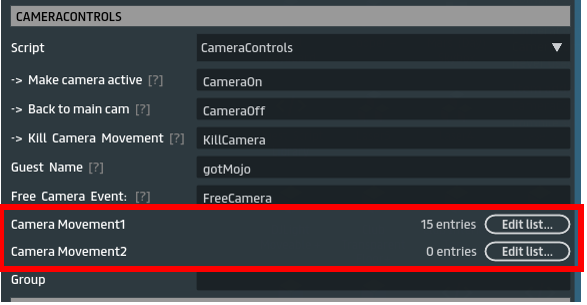 CAMERACONTROLS
Script CameraControls
-> Make camera active [?] CameraOn
-> Back to main cam [?] CameraOff
-> Kill Camera Movement [?] KillCamera
Guest Name [?] gotMojo
Free Camera Event: [?] FreeCamera
Camera Movement1 15 entries Edit list...
Camera Movement2 0 entries Edit list...
Group